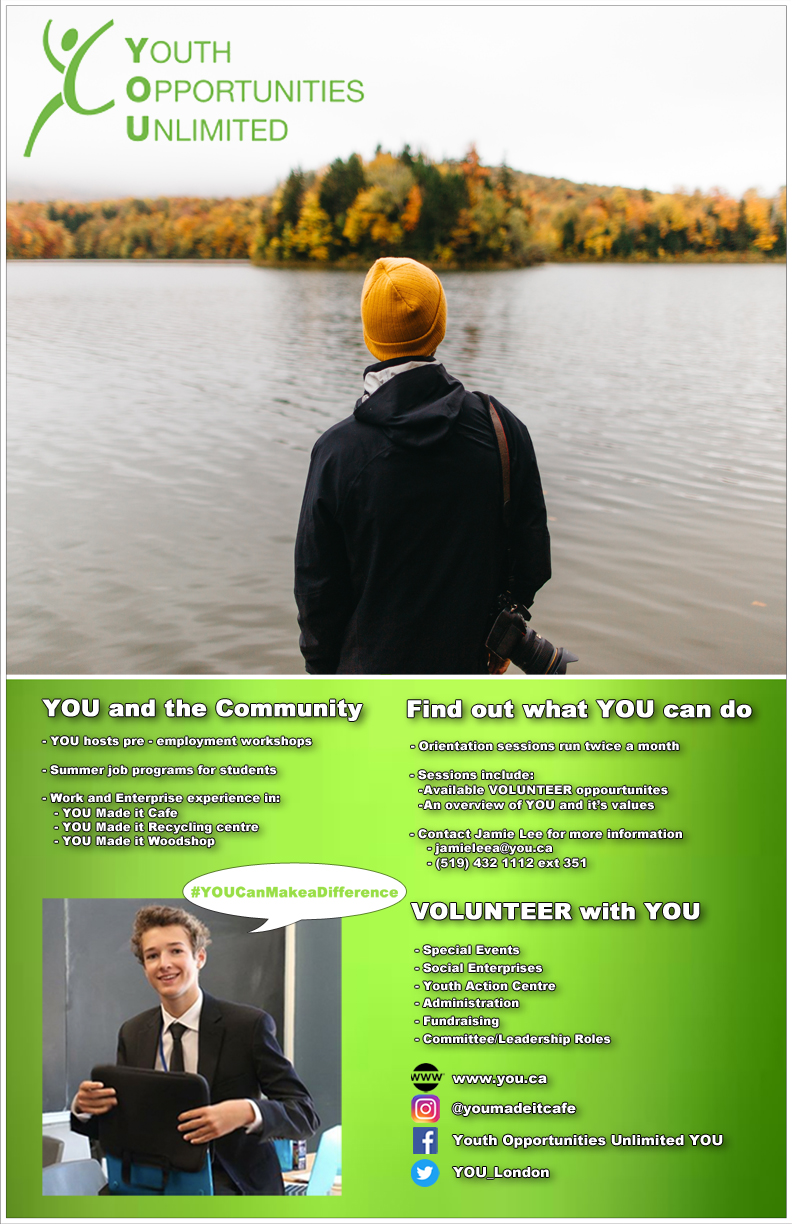 YOUTH
OPPORTUNITIES
UNLIMITED
YOU and the Community
- YOU hosts pre - employment workshops
- Summer job programs for students
- Work and Enterprise experience in:
- YOU Made it Cafe
- YOU Made it Recycling centre
- YOU Made it Woodshop
#YOUCanMakeaDifference
Find out what YOU can do
- Orientation sessions run twice a month
- Sessions include:
-Available VOLUNTEER oppourtunites
-An overview of YOU and it's values
- Contact Jamie Lee for more information
- jamieleea@you.ca
- (519) 432 1112 ext 351
VOLUNTEER with YOU
- Special Events
- Social Enterprises
- Youth Action Centre
- Administration
- Fundraising
- Committee/Leadership Roles
www www.you.ca
@youmadeitcafe
f Youth Opportunities Unlimited YOU
YOU_London